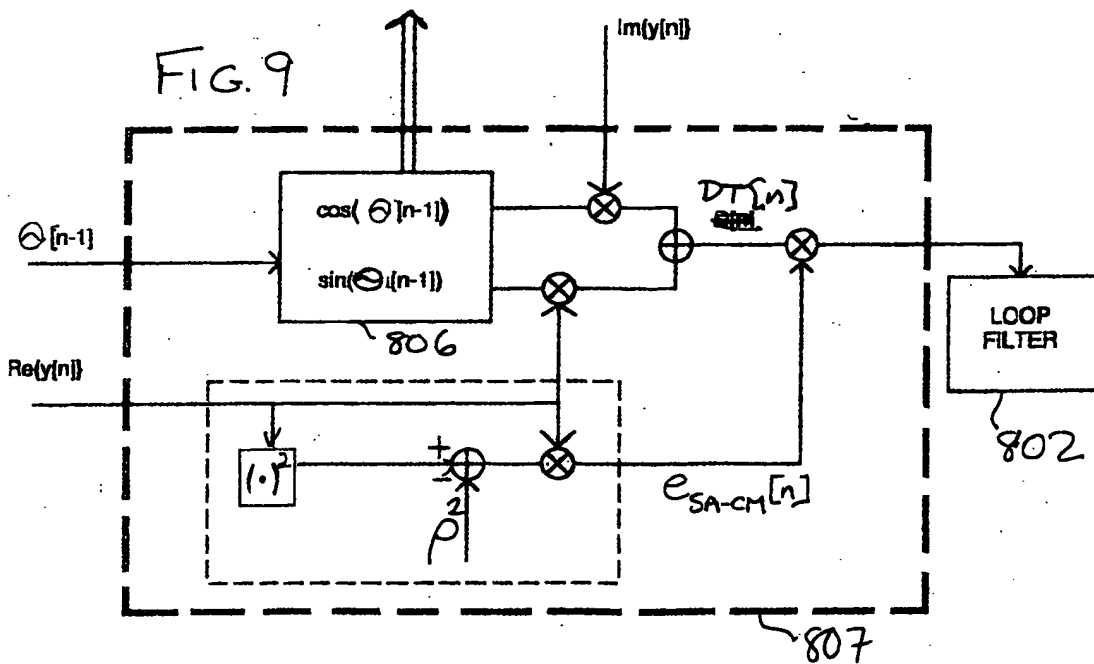 FIG. 9
Im{y[n]}
DT[n]
cos(Θ[n-1])
sin(Θ[n-1])
Θ[n-1]
806
LOOP
FILTER
802
Re{y[n]}
(·)²
+
-
ρ²
e_SA-CM[n]
807